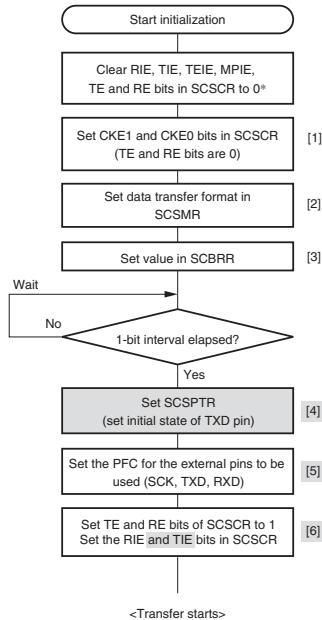 Start initialization
Clear RIE, TIE, TEIE, MPIE,
TE and RE bits in SCSCR to 0*
Set CKE1 and CKE0 bits in SCSCR
(TE and RE bits are 0)
[1]
Set data transfer format in
SCSMR
[2]
Set value in SCBRR
[3]
Wait
No
1-bit interval elapsed?
Yes
Set SCSPTR
(set initial state of TXD pin)
[4]
Set the PFC for the external pins to be
used (SCK, TXD, RXD)
[5]
Set TE and RE bits of SCSCR to 1
Set the RIE and TIE bits in SCSCR
[6]
<Transfer starts>